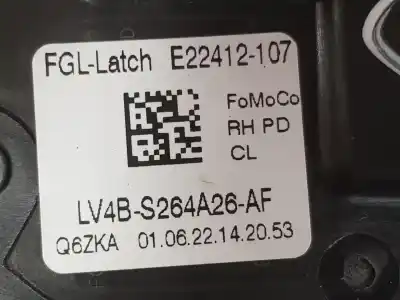 FGL-Latch E22412-107
FoMoCo
RH PD
CL
LV4B-S264A26-AF
Q6ZKA 01.06.22.14.20.53